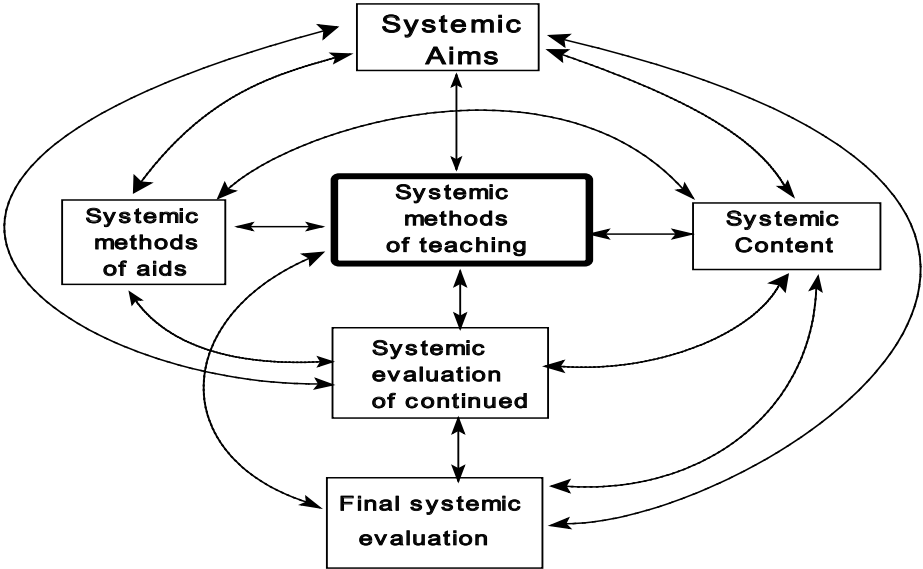 Systemic
Aims
Systemic
methods
of teaching
Systemic
methods
of aids
Systemic
Content
Systemic
evaluation
of continued
Final systemic
evaluation